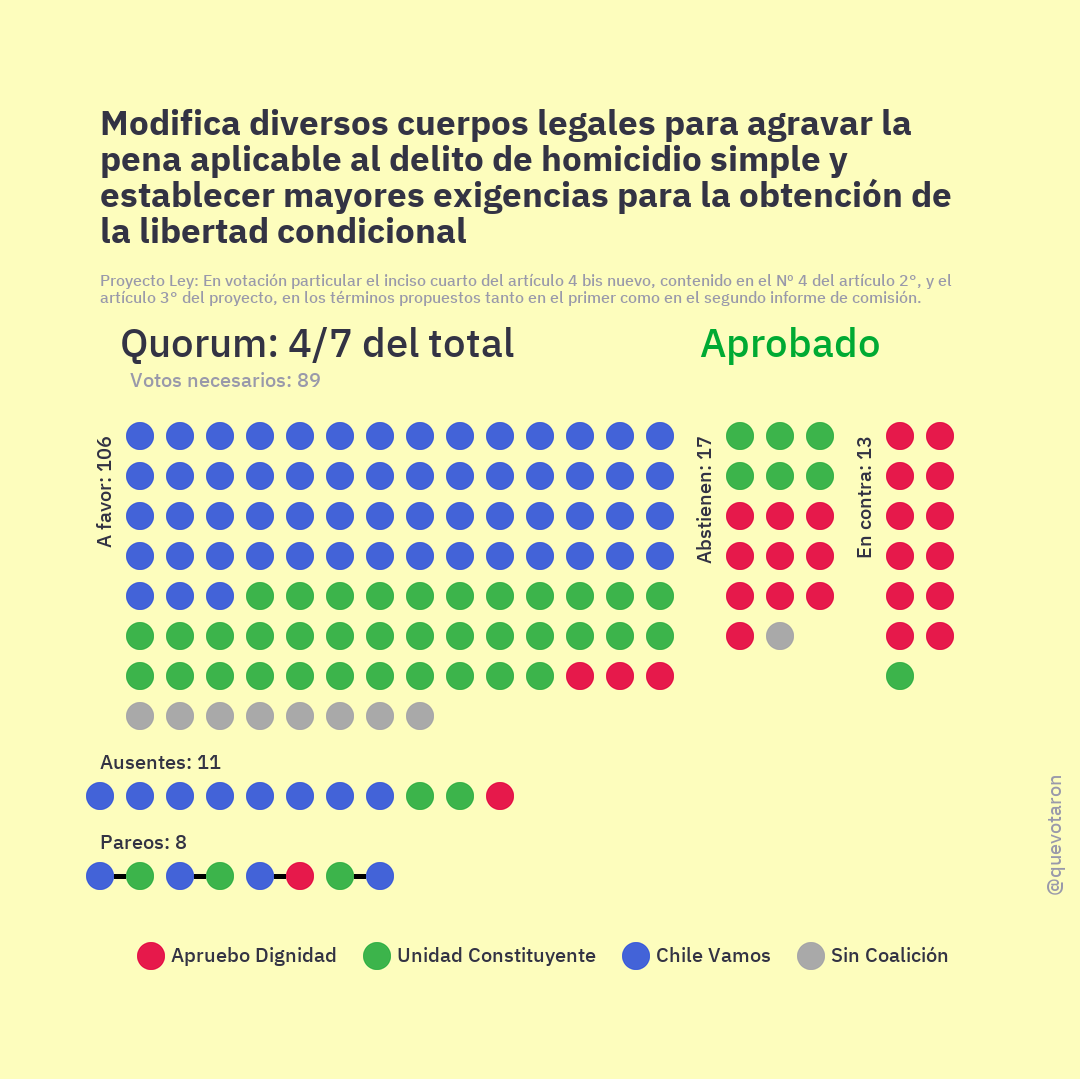 Modifica diversos cuerpos legales para agravar la
pena aplicable al delito de homicidio simple y
establecer mayores exigencias para la obtención de
la libertad condicional
Proyecto Ley: En votación particular el inciso cuarto del artículo 4 bis nuevo, contenido en el Nº 4 del artículo 2°, y el
artículo 3° del proyecto, en los términos propuestos tanto en el primer como en el segundo informe de comisión.
Quorum: 4/7 del total
Aprobado
Votos necesarios: 89
A favor: 106
Abstienen: 17
En contra: 13
Ausentes: 11
Pareos: 8
@quevotaron
Apruebo Dignidad
Unidad Constituyente
Chile Vamos
Sin Coalición